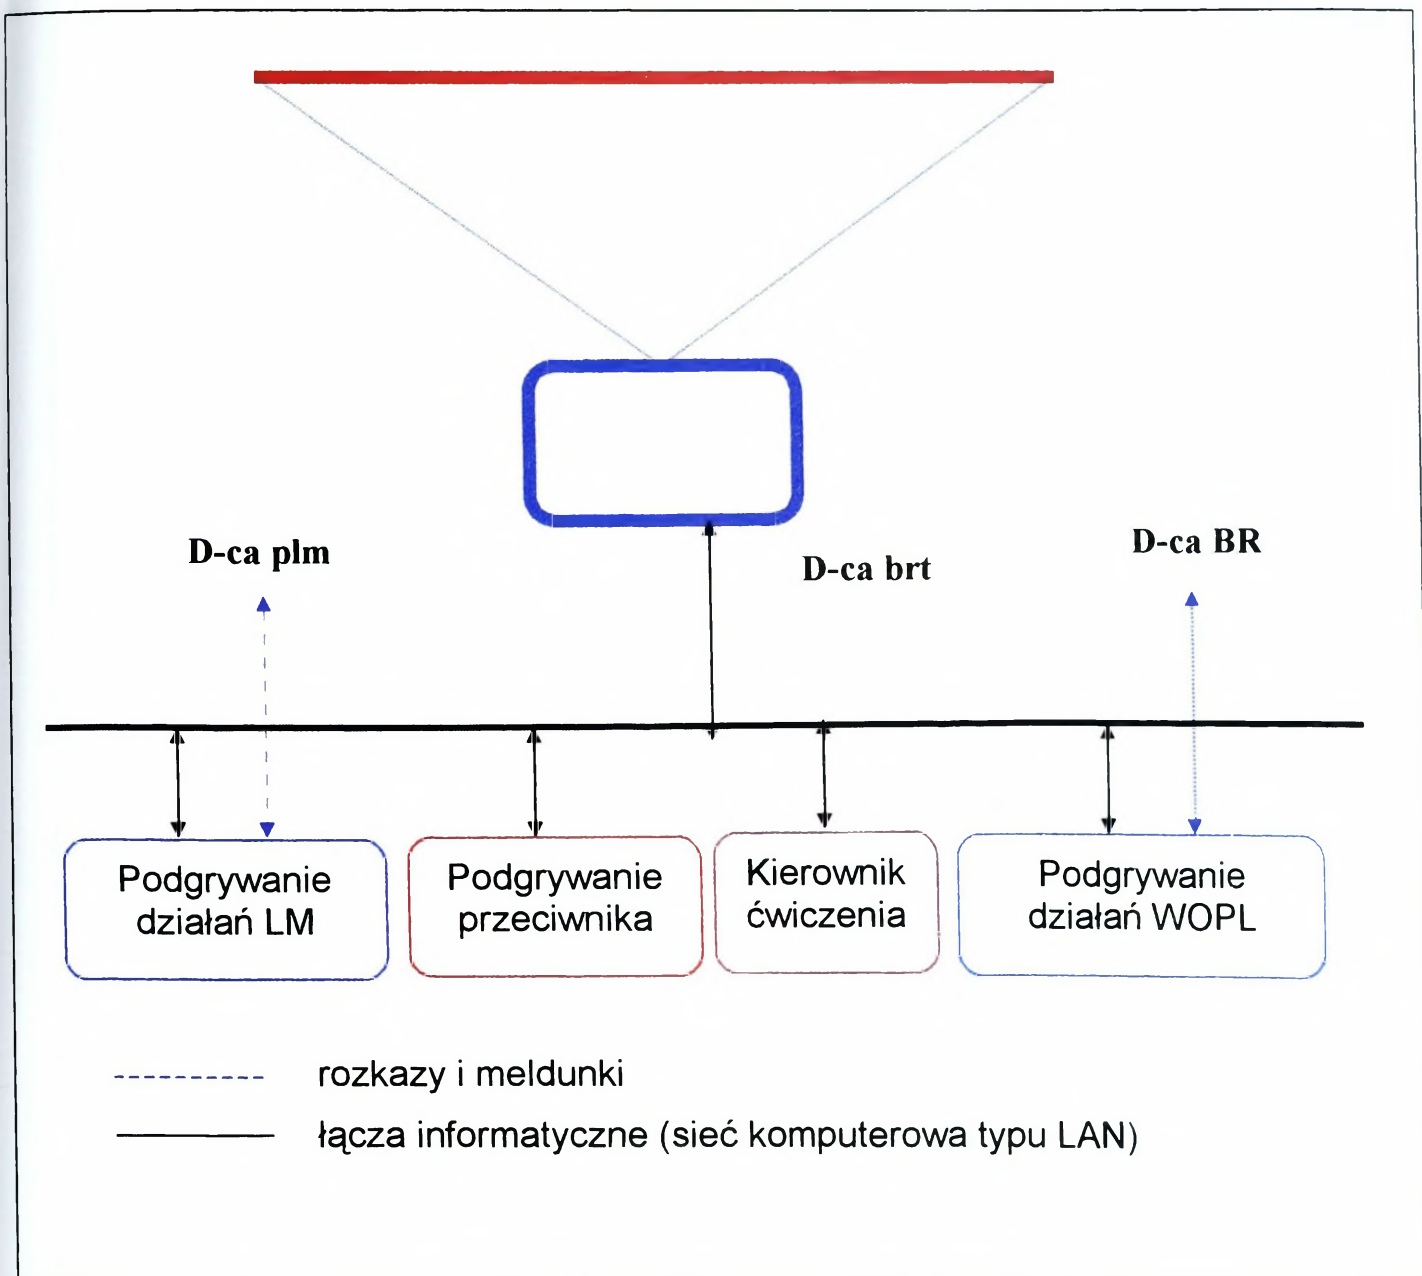 D-ca plm
D-ca brt
D-ca BR
Podgrywanie
działań LM
Podgrywanie
przeciwnika
Kierownik
ćwiczenia
Podgrywanie
działań WOPL
rozkazy i meldunki
łącza informatyczne (sieć komputerowa typu LAN)